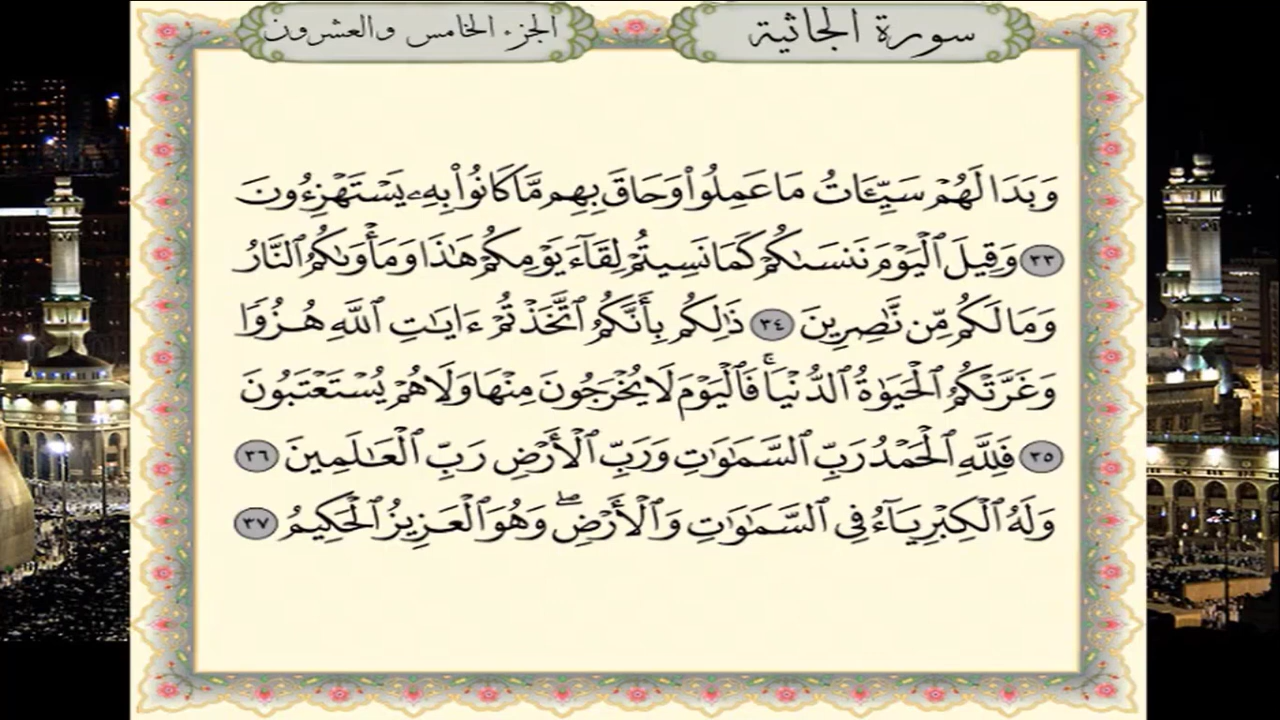 سورة الجاثية
الجزء الخامس والعشرون
وَبَدَا لَهُمْ سَيِّـَٔاتُ مَا عَمِلُوا۟ وَحَاقَ بِهِم مَّا كَانُوا۟ بِهِۦ يَسْتَهْزِءُونَ
٣٣ وَقِيلَ ٱلْيَوْمَ نَنسَىٰكُمْ كَمَا نَسِيتُمْ لِقَآءَ يَوْمِكُمْ هَٰذَا وَمَأْوَىٰكُمُ ٱلنَّارُ
وَمَا لَكُم مِّن نَّٰصِرِينَ ٣٤ ذَٰلِكُم بِأَنَّكُمُ ٱتَّخَذْتُمْ ءَايَٰتِ ٱللَّهِ هُزُوًا
وَغَرَّتْكُمُ ٱلْحَيَوٰةُ ٱلدُّنْيَا ۚ فَٱلْيَوْمَ لَا يُخْرَجُونَ مِنْهَا وَلَا هُمْ يُسْتَعْتَبُونَ
٣٥ فَلِلَّهِ ٱلْحَمْدُ رَبِّ ٱلسَّمَٰوَٰتِ وَرَبِّ ٱلْأَرْضِ رَبِّ ٱلْعَٰلَمِينَ ٣٦
وَلَهُ ٱلْكِبْرِيَآءُ فِى ٱلسَّمَٰوَٰتِ وَٱلْأَرْضِ ۖ وَهُوَ ٱلْعَزِيزُ ٱلْحَكِيمُ ٣٧